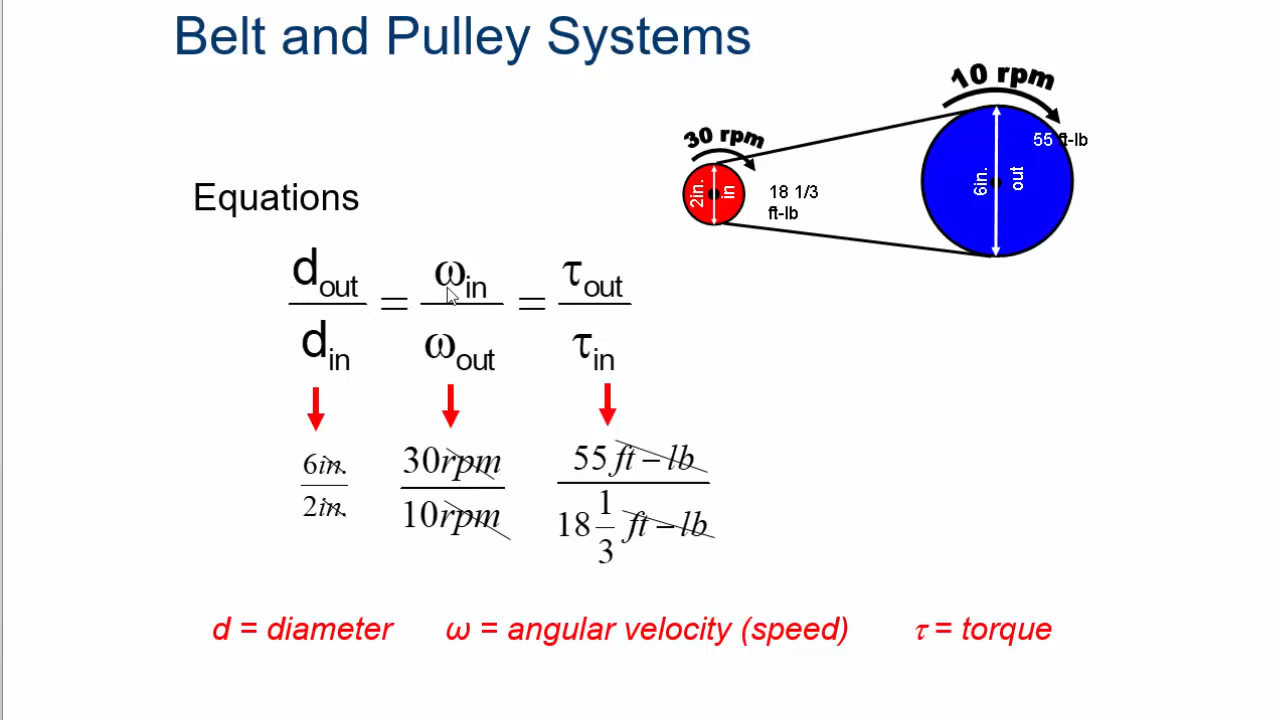 Belt and Pulley Systems
10 rpm
30 rpm
55 ft-lb
2in.
in
18 1/3
ft-lb
6in.
out
Equations
d_out / d_in = ω_in / ω_out = τ_out / τ_in
6in. / 2in.
30rpm / 10rpm
55 ft – lb / 18 1/3 ft – lb
d = diameter ω = angular velocity (speed) τ = torque